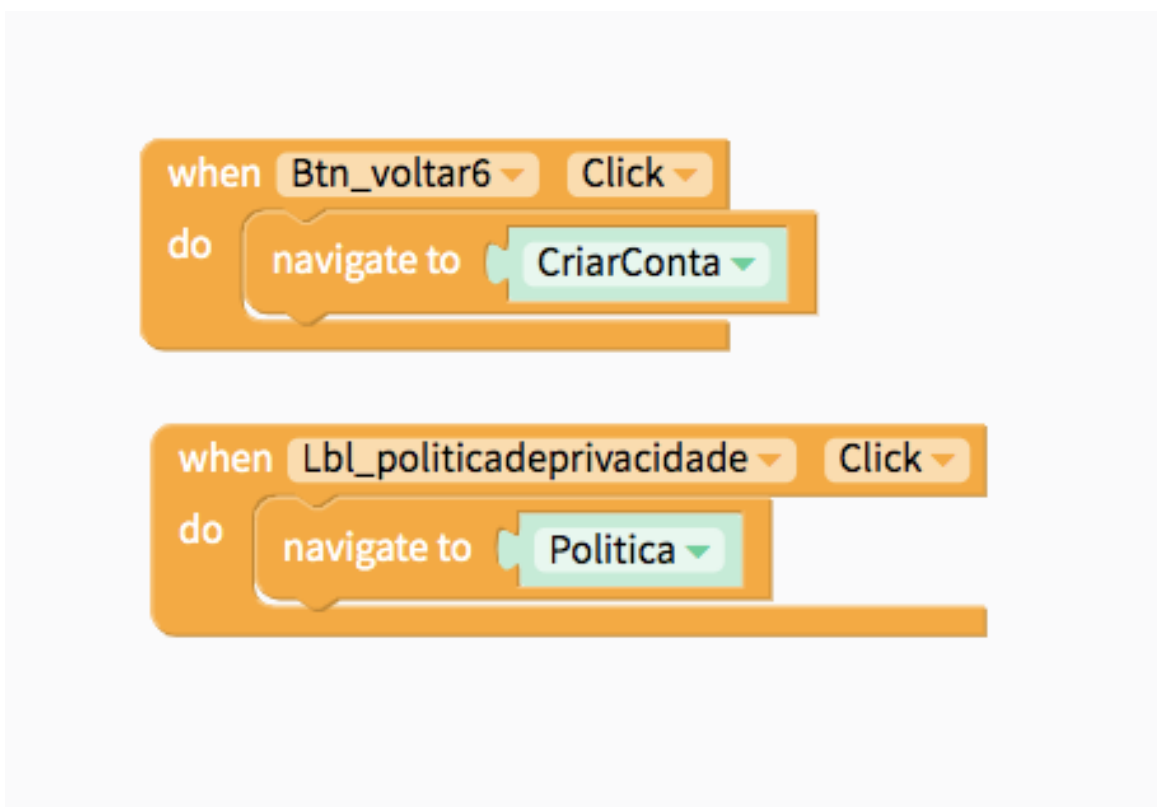 when Btn_voltar6 Click
do navigate to CriarConta
when Lbl_politicadeprivacidade Click
do navigate to Politica